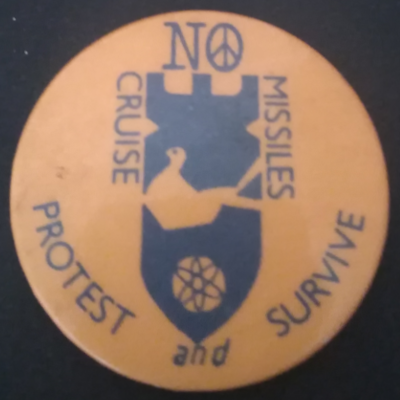 NO
CRUISE
MISSILES
PROTEST
and
SURVIVE